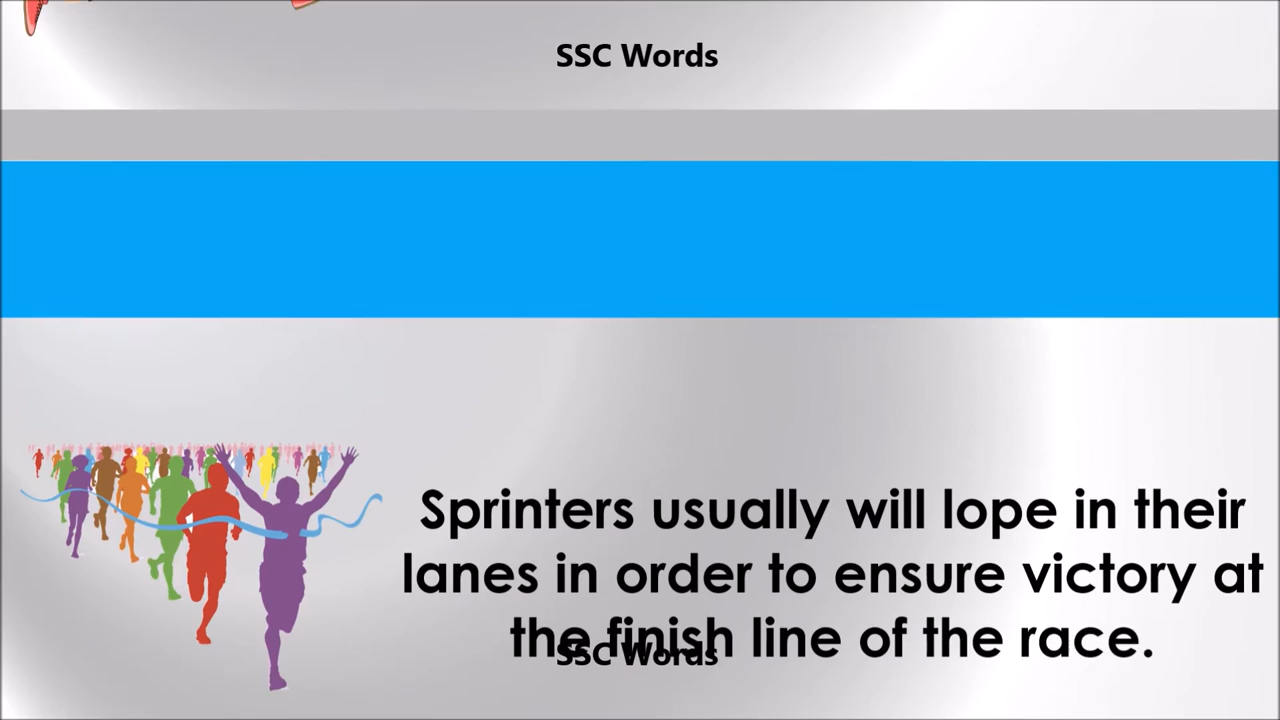 SSC Words
Sprinters usually will lope in their
lanes in order to ensure victory at
the finish line of the race.
SSC Words